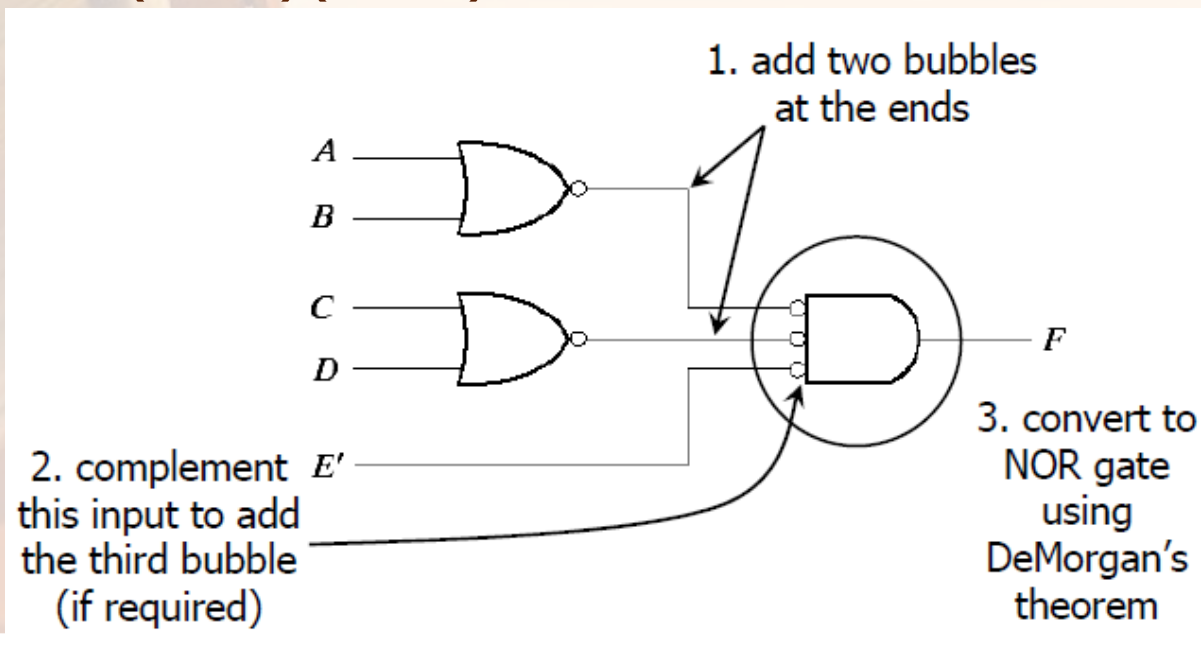 1. add two bubbles
at the ends
A
B
C
D
E'
F
2. complement
this input to add
the third bubble
(if required)
3. convert to
NOR gate
using
DeMorgan's
theorem